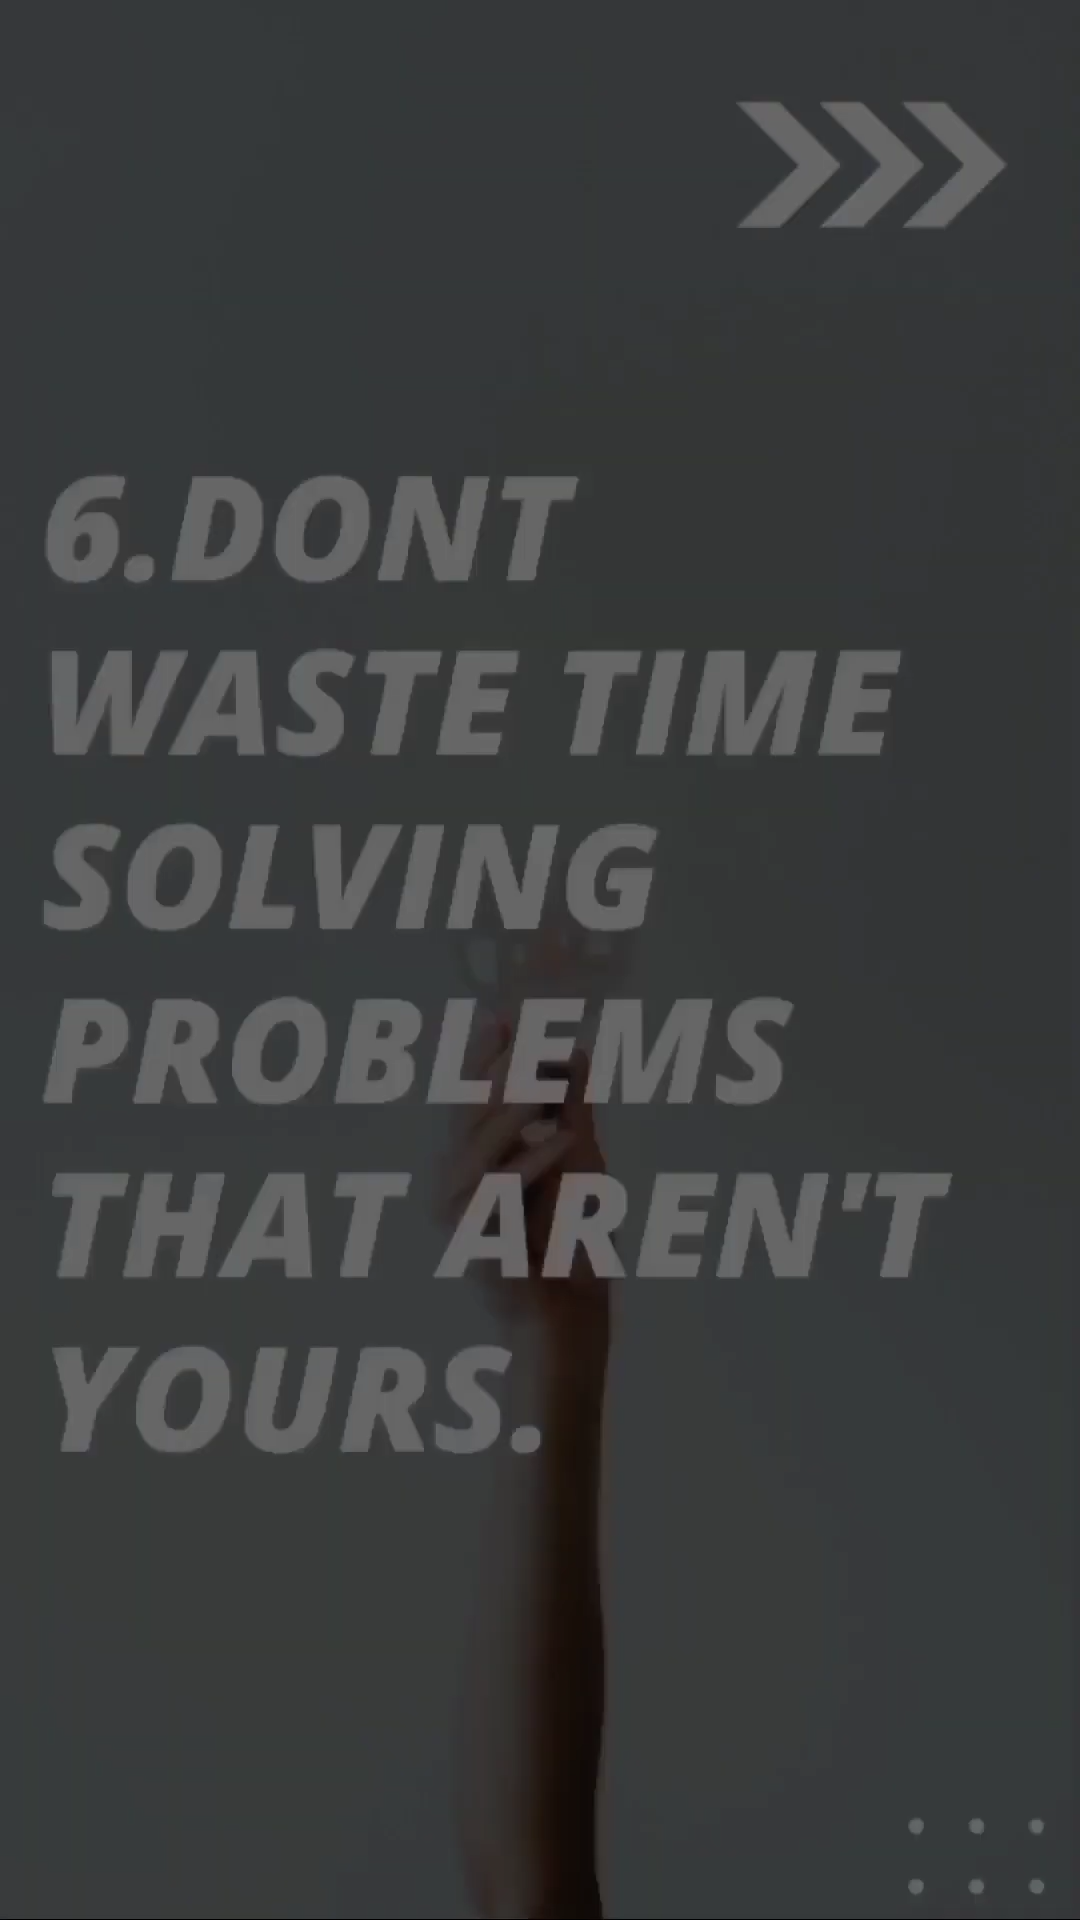 6.DONT
WASTE TIME
SOLVING
PROBLEMS
THAT AREN'T
YOURS.